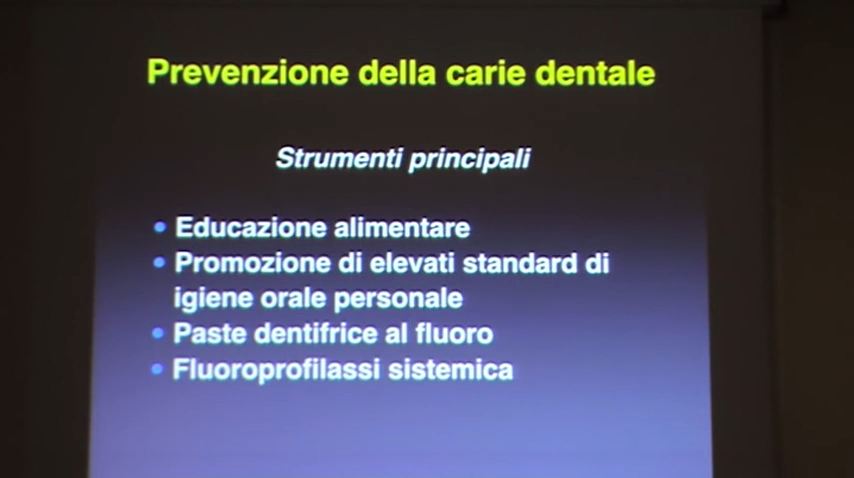 Prevenzione della carie dentale
Strumenti principali
• Educazione alimentare
• Promozione di elevati standard di
igiene orale personale
• Paste dentifrice al fluoro
• Fluoroprofilassi sistemica